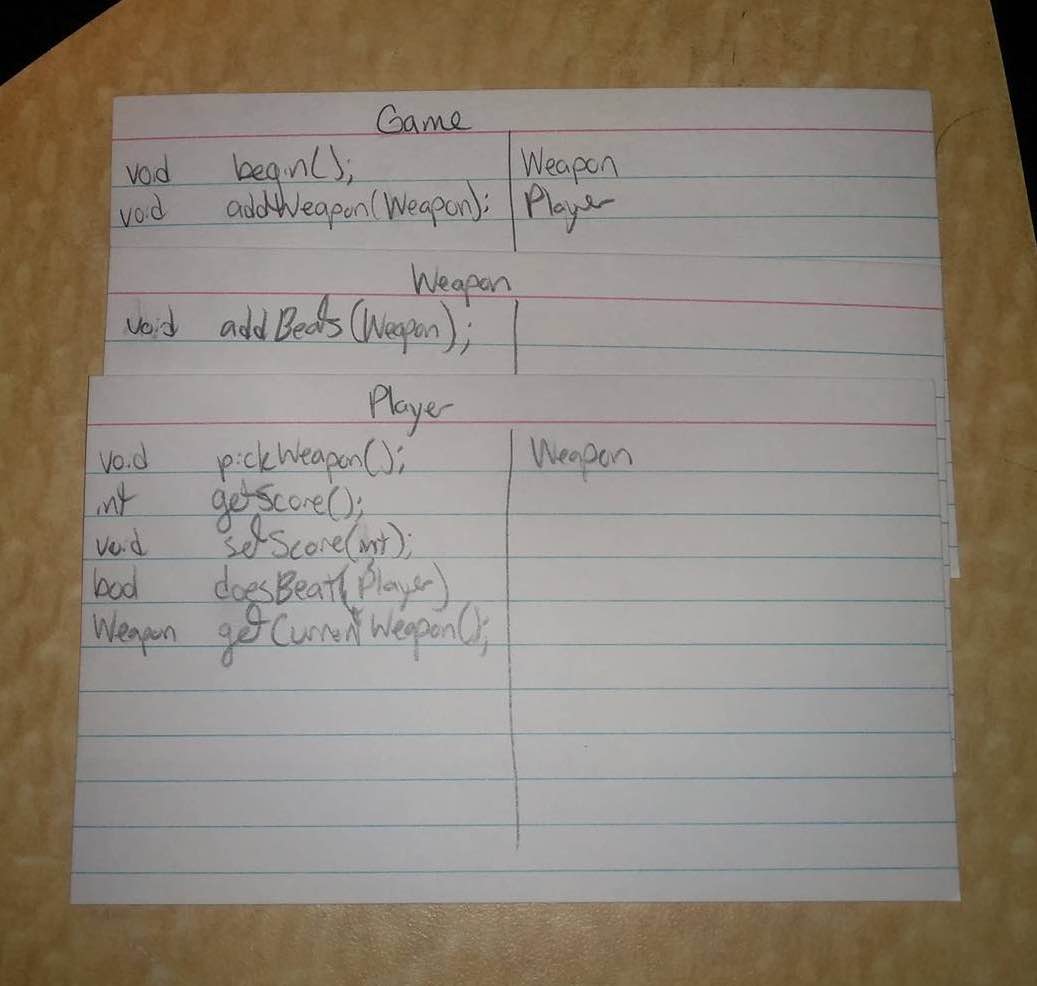 Game
void begin(); Weapon
void addWeapon(Weapon); Player
Weapon
void addBeats(Weapon);
Player
void pickWeapon(); Weapon
int getScore();
void setScore(int);
bool doesBeat(Player)
Weapon getCurrentWeapon();